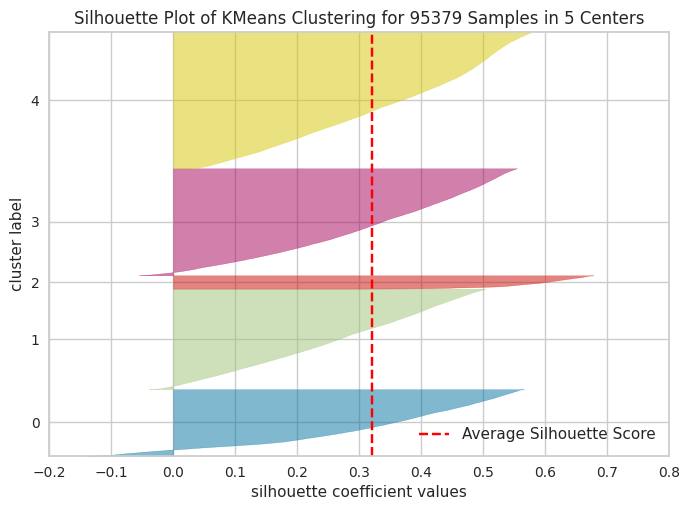 Silhouette Plot of KMeans Clustering for 95379 Samples in 5 Centers
cluster label
4
3
2
1
0
Average Silhouette Score
−0.2 −0.1 0.0 0.1 0.2 0.3 0.4 0.5 0.6 0.7 0.8
silhouette coefficient values